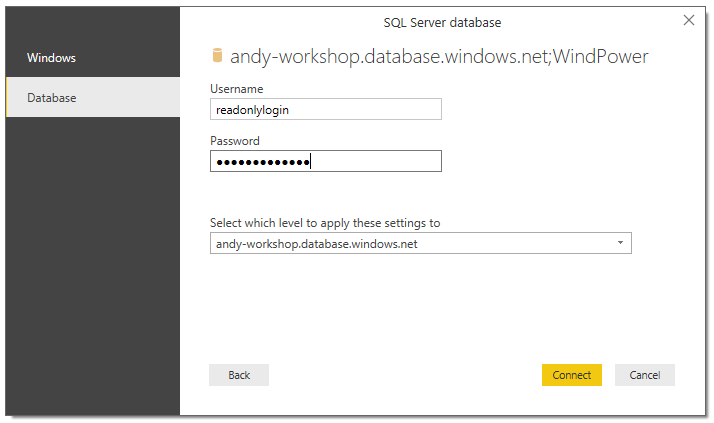 SQL Server database
Windows
Database
andy-workshop.database.windows.net;WindPower
Username
readonlylogin
Password
●●●●●●●●●●●●●
Select which level to apply these settings to
andy-workshop.database.windows.net
Back
Connect
Cancel